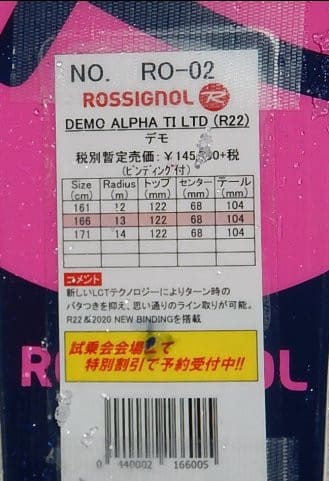 NO. RO-02
ROSSIGNOL R
DEMO ALPHA TI LTD (R22)
デモ
税別暫定売価:¥145, 0+税
(ビンディング付)
Size (cm) Radius (m) トップ (mm) センター (mm) テール (mm)
161 12 122 68 104
166 13 122 68 104
171 14 122 68 104
コメント
新しいLCTテクノロジーによりターン時の
バタつきを抑え、思い通りのライン取りが可能。
R22&2020 NEW BINDINGを搭載
試乗会会場 て
特別割引で予約受付中!!
RO OL
0 440002 166005